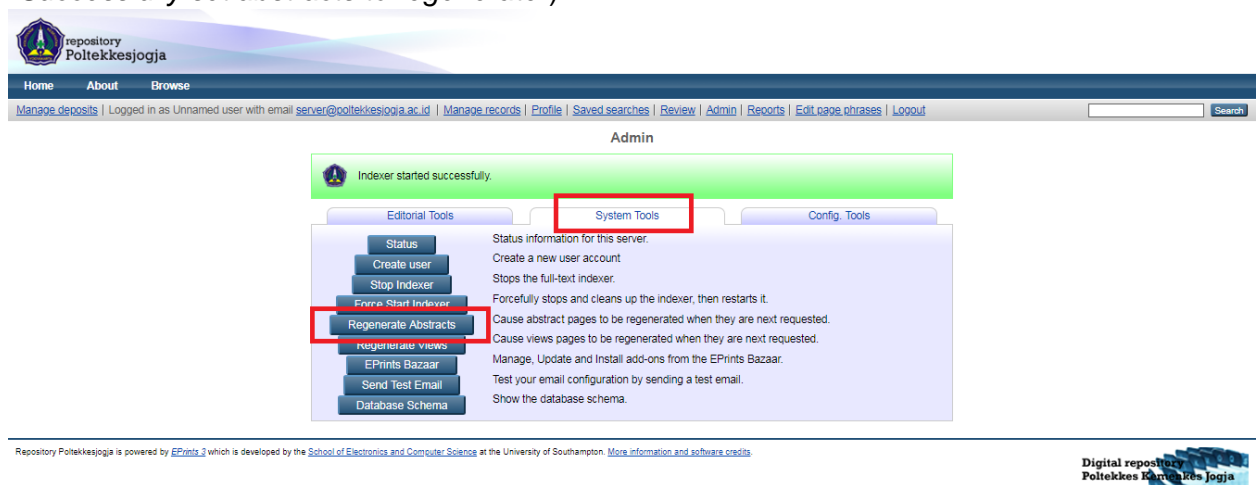 repository
Poltekkesjogja
Home About Browse
Manage deposits | Logged in as Unnamed user with email server@poltekkesjogja.ac.id | Manage records | Profile | Saved searches | Review | Admin | Reports | Edit page phrases | Logout Search
Admin
Indexer started successfully.
Editorial Tools System Tools Config. Tools
Status Status information for this server.
Create user Create a new user account
Stop Indexer Stops the full-text indexer.
Force Start Indexer Forcefully stops and cleans up the indexer, then restarts it.
Regenerate Abstracts Cause abstract pages to be regenerated when they are next requested.
Regenerate Views Cause views pages to be regenerated when they are next requested.
EPrints Bazaar Manage, Update and Install add-ons from the EPrints Bazaar.
Send Test Email Test your email configuration by sending a test email.
Database Schema Show the database schema.
Repository Poltekkesjogja is powered by EPrints 3 which is developed by the School of Electronics and Computer Science at the University of Southampton. More information and software credits.
Digital repository
Poltekkes Kemenkes Jogja